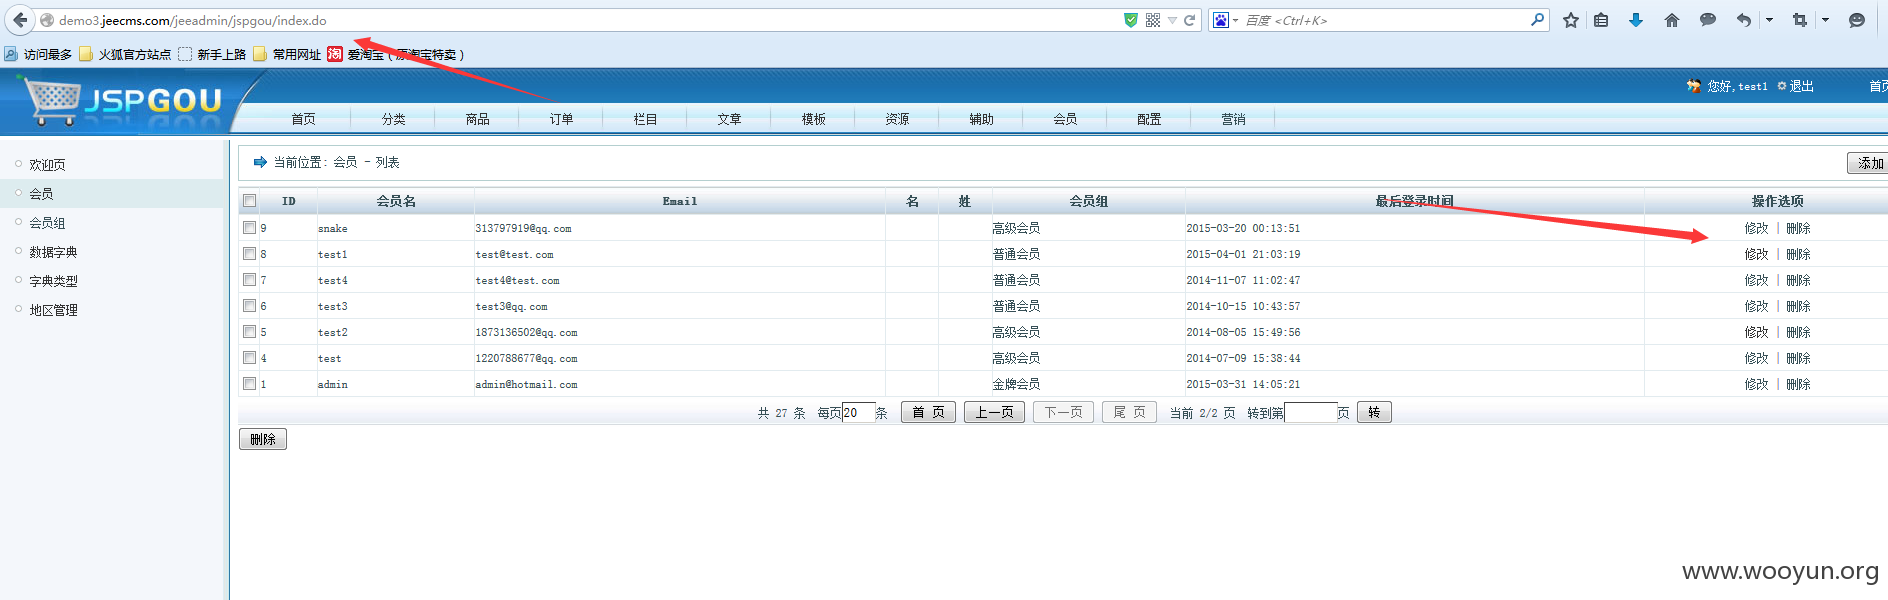 demo3.jeecms.com/jeeadmin/jspgou/index.do
百度 <Ctrl+K>
访问最多 火狐官方站点 新手上路 常用网址 淘 爱淘宝（原淘宝特卖）
JSPGOU
您好,test1 退出 首页
首页 分类 商品 订单 栏目 文章 模板 资源 辅助 会员 配置 营销
欢迎页
会员
会员组
数据字典
字典类型
地区管理
当前位置: 会员 - 列表
添加
ID 会员名 Email 名 姓 会员组 最后登录时间 操作选项
9 snake 313797919@qq.com 高级会员 2015-03-20 00:13:51 修改 | 删除
8 test1 test@test.com 普通会员 2015-04-01 21:03:19 修改 | 删除
7 test4 test4@test.com 普通会员 2014-11-07 11:02:47 修改 | 删除
6 test3 test3@qq.com 普通会员 2014-10-15 10:43:57 修改 | 删除
5 test2 1873136502@qq.com 高级会员 2014-08-05 15:49:56 修改 | 删除
4 test 1220788677@qq.com 高级会员 2014-07-09 15:38:44 修改 | 删除
1 admin admin@hotmail.com 金牌会员 2015-03-31 14:05:21 修改 | 删除
共 27 条 每页20条 首 页 上一页 下一页 尾 页 当前 2/2 页 转到第 页 转
删除
www.wooyun.org